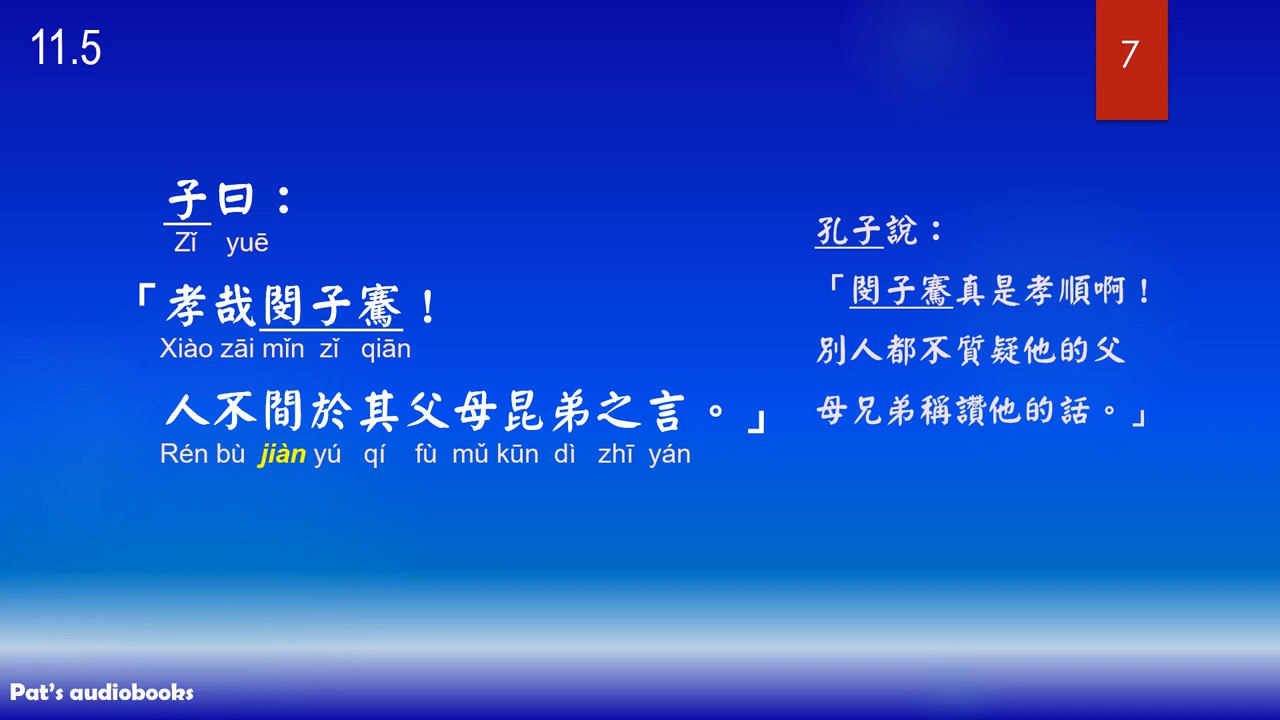 11.5
7
子曰：
Zǐ yuē
「孝哉閔子騫！
Xiào zāi mǐn zǐ qiān
人不間於其父母昆弟之言。」
Rén bù jiàn yú qí fù mǔ kūn dì zhī yán
孔子說：
「閔子騫真是孝順啊！
別人都不質疑他的父
母兄弟稱讚他的話。」
Pat's audiobooks